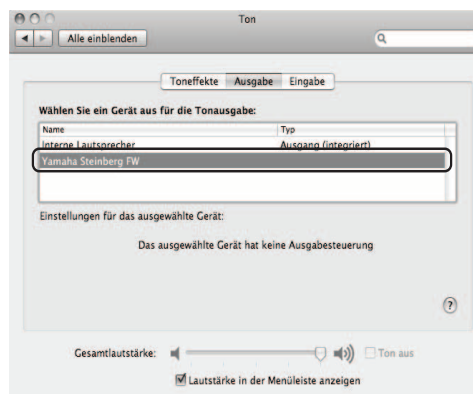 Ton
Alle einblenden
Toneffekte Ausgabe Eingabe
Wählen Sie ein Gerät aus für die Tonausgabe:
Name Typ
Interne Lautsprecher Ausgang (integriert)
Yamaha Steinberg FW
Einstellungen für das ausgewählte Gerät:
Das ausgewählte Gerät hat keine Ausgabesteuerung
?
Gesamtlautstärke: Ton aus
Lautstärke in der Menüleiste anzeigen